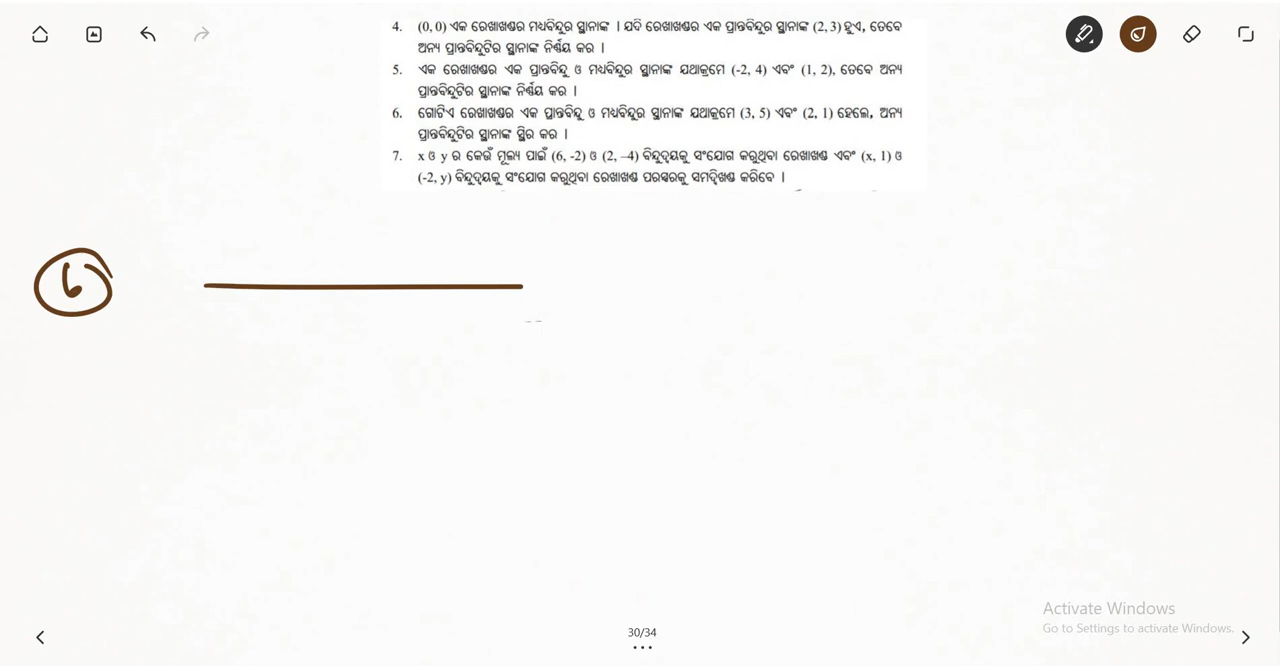 4. (0, 0) ଏକ ରେଖାଖଣ୍ଡର ମଧ୍ୟବିନ୍ଦୁର ସ୍ଥାନାଙ୍କ । ଯଦି ରେଖାଖଣ୍ଡର ଏକ ପ୍ରାନ୍ତବିନ୍ଦୁର ସ୍ଥାନାଙ୍କ (2, 3) ହୁଏ, ତେବେ
ଅନ୍ୟ ପ୍ରାନ୍ତବିନ୍ଦୁଟିର ସ୍ଥାନାଙ୍କ ନିର୍ଣ୍ଣୟ କର ।
5. ଏକ ରେଖାଖଣ୍ଡର ଏକ ପ୍ରାନ୍ତବିନ୍ଦୁ ଓ ମଧ୍ୟବିନ୍ଦୁର ସ୍ଥାନାଙ୍କ ଯଥାକ୍ରମେ (-2, 4) ଏବଂ (1, 2), ତେବେ ଅନ୍ୟ
ପ୍ରାନ୍ତବିନ୍ଦୁଟିର ସ୍ଥାନାଙ୍କ ନିର୍ଣ୍ଣୟ କର ।
6. ଗୋଟିଏ ରେଖାଖଣ୍ଡର ଏକ ପ୍ରାନ୍ତବିନ୍ଦୁ ଓ ମଧ୍ୟବିନ୍ଦୁର ସ୍ଥାନାଙ୍କ ଯଥାକ୍ରମେ (3, 5) ଏବଂ (2, 1) ହେଲେ, ଅନ୍ୟ
ପ୍ରାନ୍ତବିନ୍ଦୁଟିର ସ୍ଥାନାଙ୍କ ସ୍ଥିର କର ।
7. x ଓ y ର କେଉଁ ମୂଲ୍ୟ ପାଇଁ (6, -2) ଓ (2, –4) ବିନ୍ଦୁଦ୍ୱୟକୁ ସଂଯୋଗ କରୁଥିବା ରେଖାଖଣ୍ଡ ଏବଂ (x, 1) ଓ
(-2, y) ବିନ୍ଦୁଦ୍ୱୟକୁ ସଂଯୋଗ କରୁଥିବା ରେଖାଖଣ୍ଡ ପରସ୍ପରକୁ ସମଦ୍ୱିଖଣ୍ଡ କରିବେ ।
6
Activate Windows
Go to Settings to activate Windows.
30/34